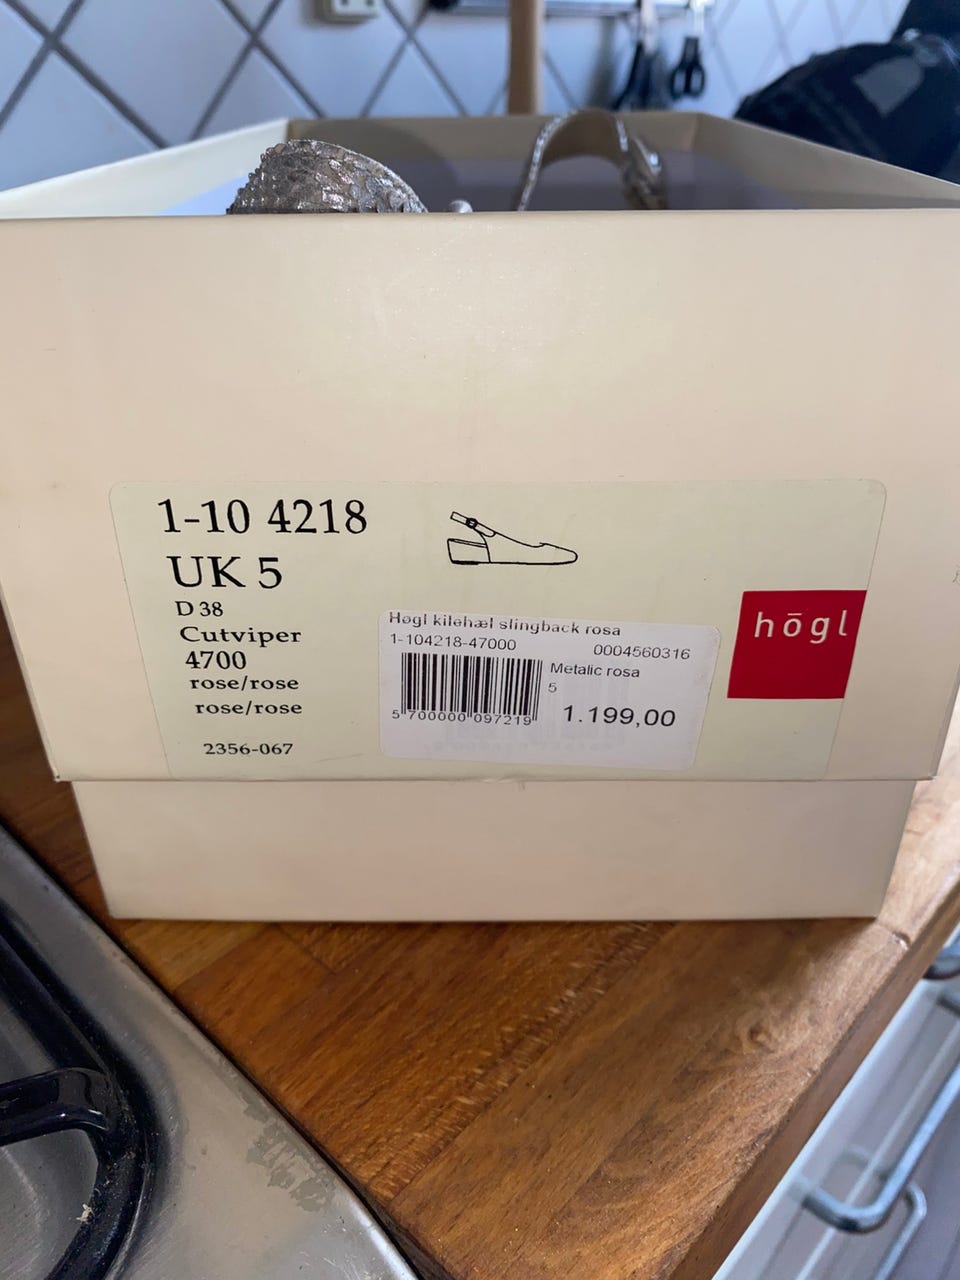 1-10 4218
UK 5
D 38
Cutviper
4700
rose/rose
rose/rose
2356-067
Høgl kilehæl slingback rosa
1-104218-47000 0004560316
Metalic rosa
5
5 700000 097219
1.199,00
högl